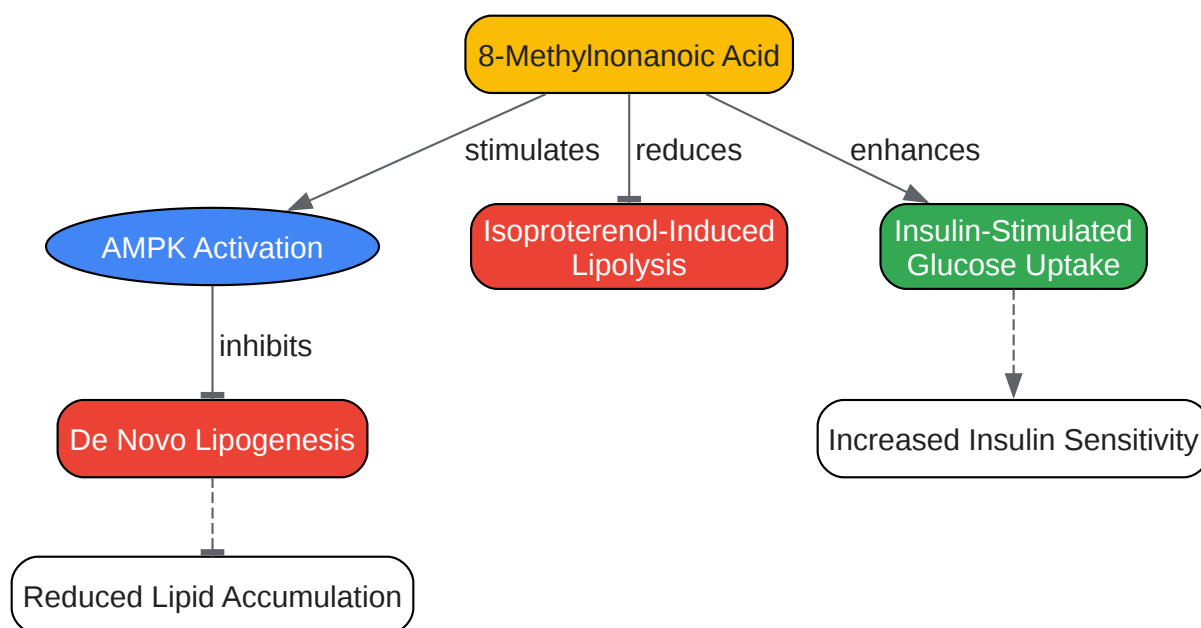 8-Methylnonanoic Acid
stimulates
reduces
enhances
AMPK Activation
Isoproterenol-Induced
Lipolysis
Insulin-Stimulated
Glucose Uptake
inhibits
De Novo Lipogenesis
Increased Insulin Sensitivity
Reduced Lipid Accumulation